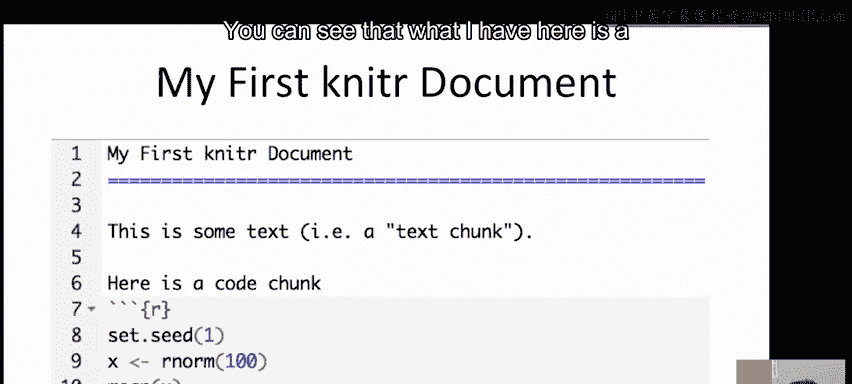 You can see that what I have here is a
My First knitr Document
1 My First knitr Document
2 =======================================================
3
4 This is some text (i.e. a "text chunk").
5
6 Here is a code chunk
7 ```{r}
8 set.seed(1)
9 x <- rnorm(100)